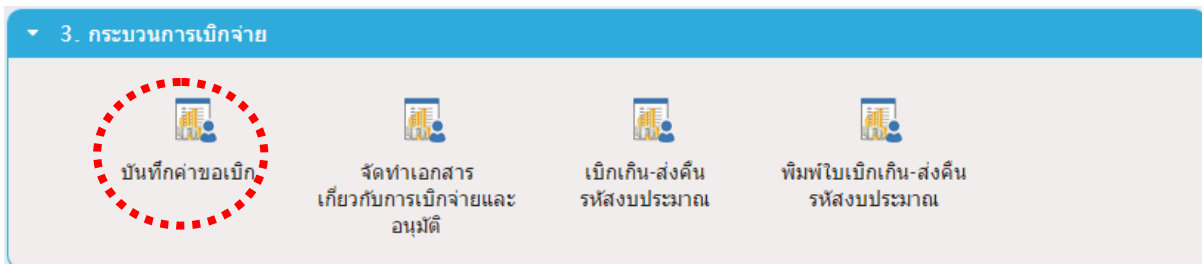 3. กระบวนการเบิกจ่าย
บันทึกคำขอเบิก
จัดทำเอกสาร
เกี่ยวกับการเบิกจ่ายและ
อนุมัติ
เบิกเกิน-ส่งคืน
รหัสงบประมาณ
พิมพ์ใบเบิกเกิน-ส่งคืน
รหัสงบประมาณ